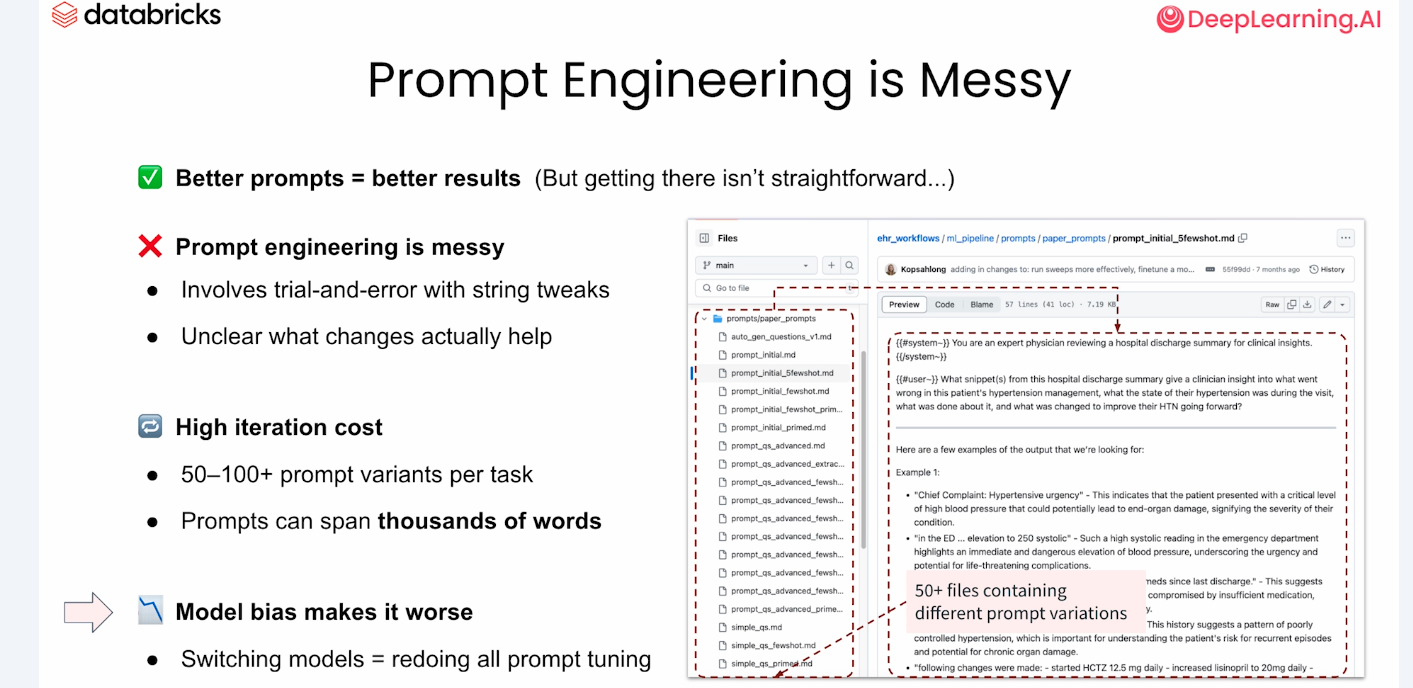 databricks
DeepLearning.AI
Prompt Engineering is Messy
✅ Better prompts = better results (But getting there isn't straightforward...)
❌ Prompt engineering is messy
● Involves trial-and-error with string tweaks
● Unclear what changes actually help
🔁 High iteration cost
● 50–100+ prompt variants per task
● Prompts can span thousands of words
📉 Model bias makes it worse
● Switching models = redoing all prompt tuning
Files
main
Go to file
prompts/paper_prompts
auto_gen_questions_v1.md
prompt_initial.md
prompt_initial_5fewshot.md
prompt_initial_fewshot.md
prompt_initial_fewshot_prim...
prompt_initial_primed.md
prompt_qs_advanced.md
prompt_qs_advanced_extrac...
prompt_qs_advanced_fewsh...
prompt_qs_advanced_fewsh...
prompt_qs_advanced_fewsh...
prompt_qs_advanced_fewsh...
prompt_qs_advanced_fewsh...
prompt_qs_advanced_fewsh...
prompt_qs_advanced_fewsh...
prompt_qs_advanced_prime...
simple_qs.md
simple_qs_fewshot.md
simple_qs_primed.md
ehr_workflows / ml_pipeline / prompts / paper_prompts / prompt_initial_5fewshot.md
Kopsahlong adding in changes to: run sweeps more effectively, finetune a mo... 55f99dd · 7 months ago History
Preview Code Blame 57 lines (41 loc) · 7.19 KB Raw
{{#system~}} You are an expert physician reviewing a hospital discharge summary for clinical insights.
{{/system~}}
{{#user~}} What snippet(s) from this hospital discharge summary give a clinician insight into what went
wrong in this patient's hypertension management, what the state of their hypertension was during the visit,
what was done about it, and what was changed to improve their HTN going forward?
Here are a few examples of the output that we're looking for:
Example 1:
• "Chief Complaint: Hypertensive urgency" - This indicates that the patient presented with a critical level
of high blood pressure that could potentially lead to end-organ damage, signifying the severity of their
condition.
• "in the ED ... elevation to 250 systolic" - Such a high systolic reading in the emergency department
highlights an immediate and dangerous elevation of blood pressure, underscoring the urgency and
potential for life-threatening complications.
meds since last discharge." - This suggests
compromised by insufficient medication,
This history suggests a pattern of poorly
controlled hypertension, which is important for understanding the patient's risk for recurrent episodes
and potential for chronic organ damage.
• "following changes were made: - started HCTZ 12.5 mg daily - increased lisinopril to 20mg daily -
50+ files containing
different prompt variations